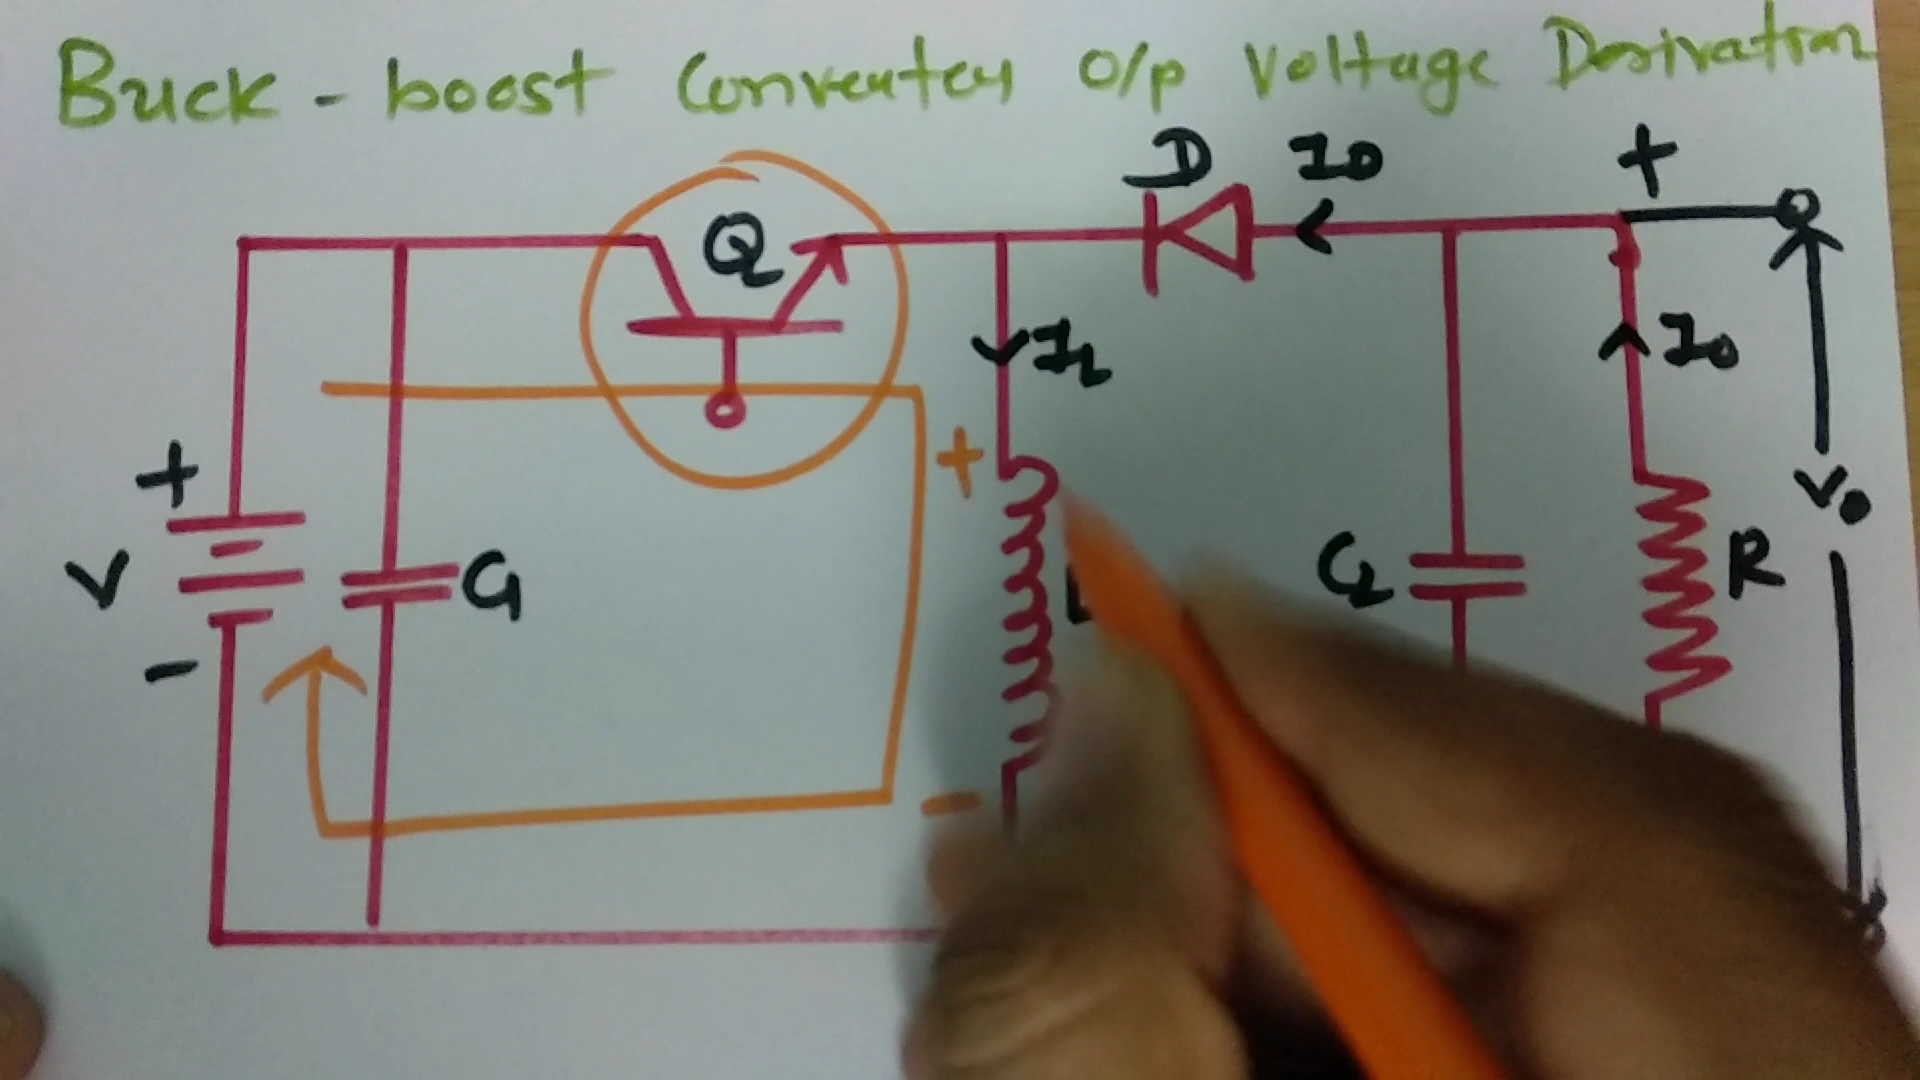 Buck - boost Converter o/p Voltage Derivation
D
IO
+
Q
IL
Io
+
+
V
C1
L
C2
R
Vo
-
-